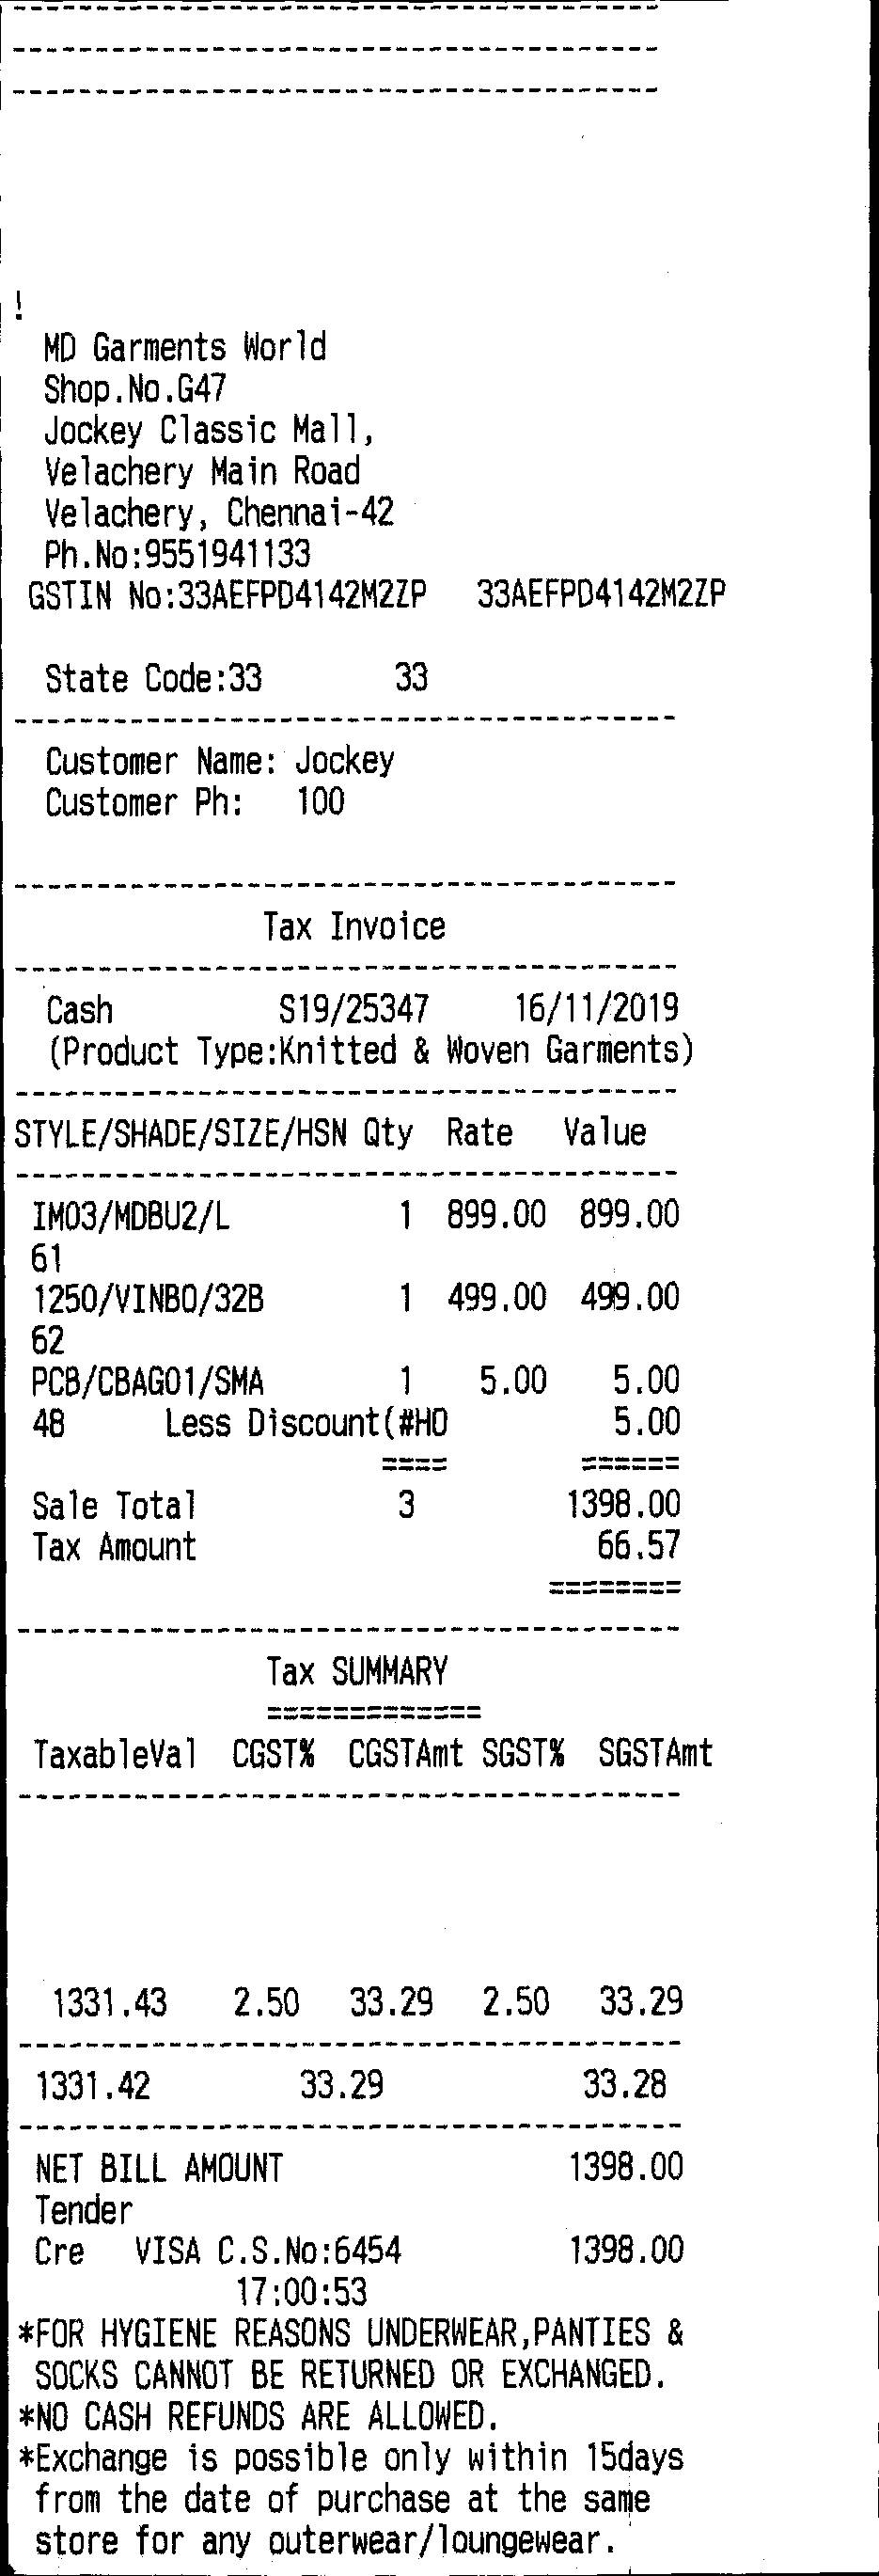 !
MD Garments World
Shop.No.G47
Jockey Classic Mall,
Velachery Main Road
Velachery, Chennai-42
Ph.No:9551941133
GSTIN No:33AEFPD4142M2ZP 33AEFPD4142M2ZP
State Code:33 33
Customer Name: Jockey
Customer Ph: 100
Tax Invoice
Cash S19/25347 16/11/2019
(Product Type:Knitted & Woven Garments)
STYLE/SHADE/SIZE/HSN Qty Rate Value
IM03/MDBU2/L 1 899.00 899.00
61
1250/VINBO/32B 1 499.00 499.00
62
PCB/CBAG01/SMA 1 5.00 5.00
48 Less Discount(#HO 5.00
==== ======
Sale Total 3 1398.00
Tax Amount 66.57
========
Tax SUMMARY
=============
TaxableVal CGST% CGSTAmt SGST% SGSTAmt
1331.43 2.50 33.29 2.50 33.29
1331.42 33.29 33.28
NET BILL AMOUNT 1398.00
Tender
Cre VISA C.S.No:6454 1398.00
17:00:53
*FOR HYGIENE REASONS UNDERWEAR,PANTIES &
SOCKS CANNOT BE RETURNED OR EXCHANGED.
*NO CASH REFUNDS ARE ALLOWED.
*Exchange is possible only within 15days
from the date of purchase at the same
store for any outerwear/loungewear.